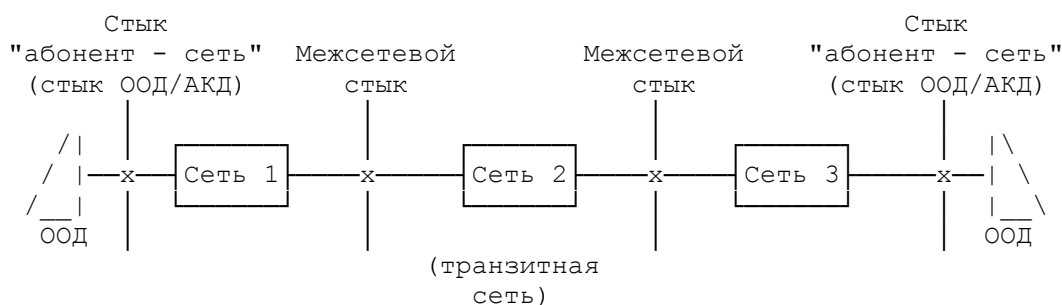 Стык Стык
"абонент - сеть" Межсетевой Межсетевой "абонент - сеть"
(стык ООД/АКД) стык стык (стык ООД/АКД)
x Сеть 1 x Сеть 2 x Сеть 3 x
ООД ООД
(транзитная
сеть)